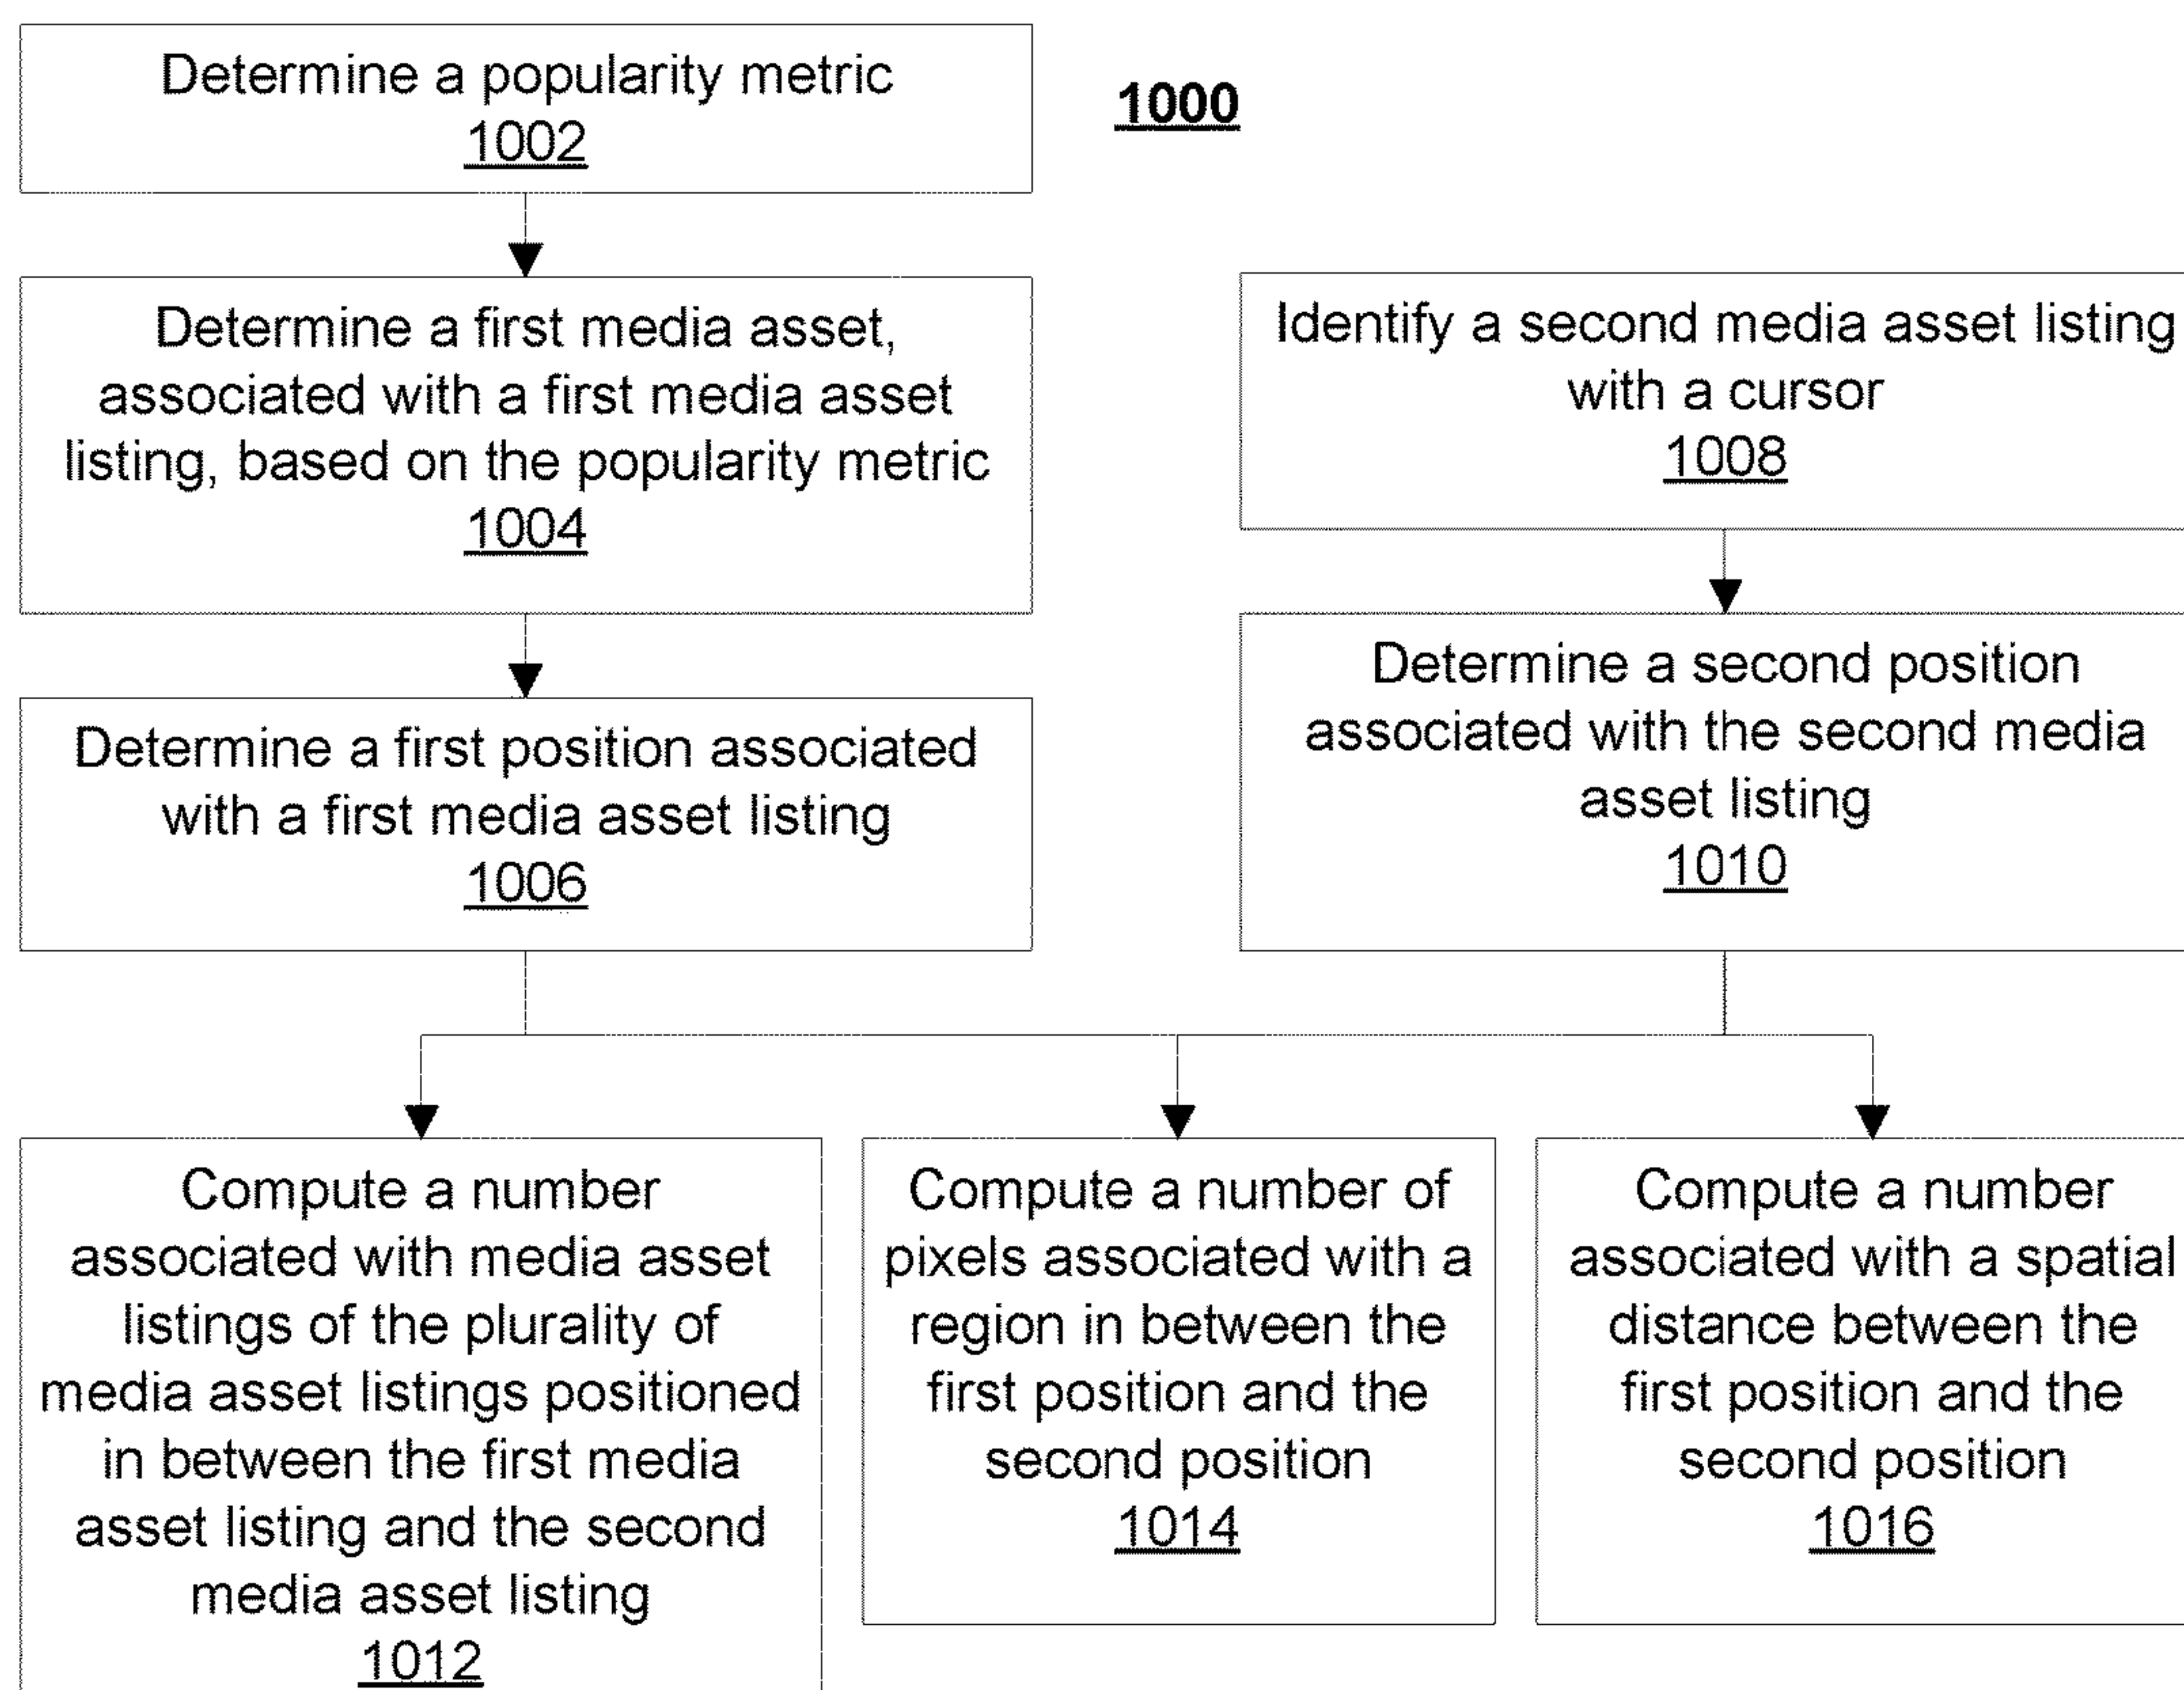 Determine a popularity metric
1002
1000
Determine a first media asset,
associated with a first media asset
listing, based on the popularity metric
1004
Identify a second media asset listing
with a cursor
1008
Determine a first position associated
with a first media asset listing
1006
Determine a second position
associated with the second media
asset listing
1010
Compute a number
associated with media asset
listings of the plurality of
media asset listings positioned
in between the first media
asset listing and the second
media asset listing
1012
Compute a number of
pixels associated with a
region in between the
first position and the
second position
1014
Compute a number
associated with a spatial
distance between the
first position and the
second position
1016